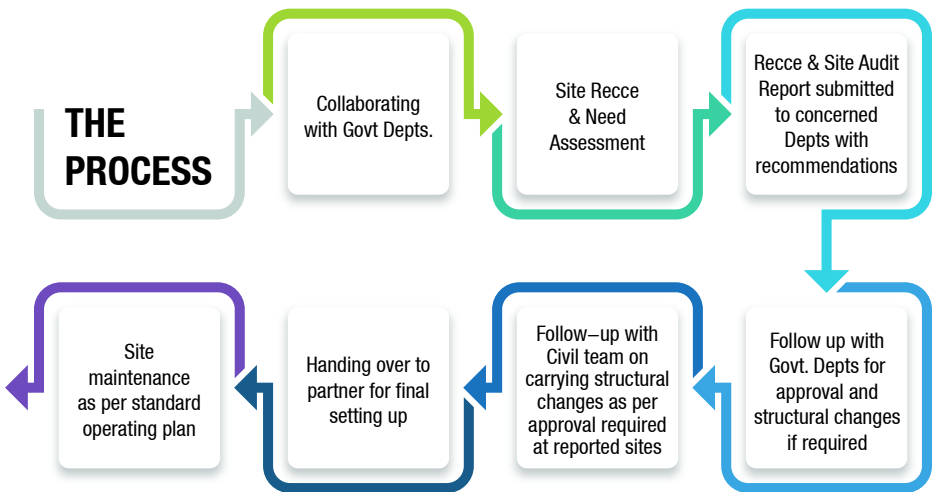 THE
PROCESS
Collaborating
with Govt Depts.
Site Recce
& Need
Assessment
Recce & Site Audit
Report submitted
to concerned
Depts with
recommendations
Follow up with
Govt. Depts for
approval and
structural changes
if required
Follow–up with
Civil team on
carrying structural
changes as per
approval required
at reported sites
Handing over to
partner for final
setting up
Site
maintenance
as per standard
operating plan